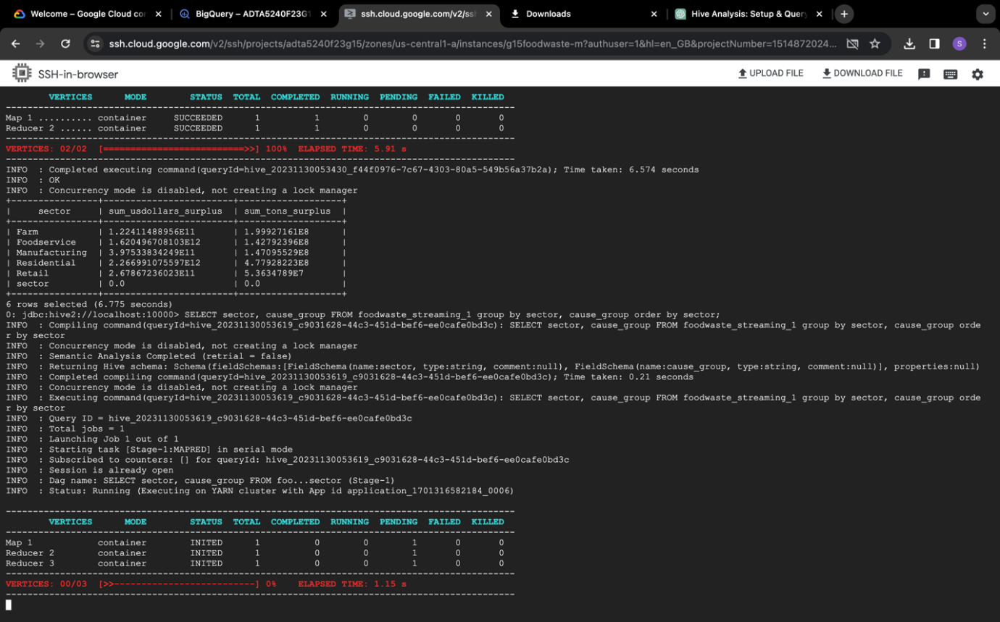 Welcome – Google Cloud cor
BigQuery – ADTA5240F23G1
ssh.cloud.google.com/v2/ssh
Downloads
Hive Analysis: Setup & Query
ssh.cloud.google.com/v2/ssh/projects/adta5240f23g15/zones/us-central1-a/instances/g15foodwaste-m?authuser=1&hl=en_GB&projectNumber=1514872024...
S
SSH-in-browser
UPLOAD FILE
DOWNLOAD FILE
VERTICES MODE STATUS TOTAL COMPLETED RUNNING PENDING FAILED KILLED
----------------------------------------------------------------------------------------------
Map 1 .......... container SUCCEEDED 1 1 0 0 0 0
Reducer 2 ...... container SUCCEEDED 1 1 0 0 0 0
----------------------------------------------------------------------------------------------
VERTICES: 02/02 [==========================>>] 100% ELAPSED TIME: 5.91 s
----------------------------------------------------------------------------------------------
INFO : Completed executing command(queryId=hive_20231130053430_f44f0976-7c67-4303-80a5-549b56a37b2a); Time taken: 6.574 seconds
INFO : OK
INFO : Concurrency mode is disabled, not creating a lock manager
+----------------+------------------------+-------------------+
| sector | sum_usdollars_surplus | sum_tons_surplus |
+----------------+------------------------+-------------------+
| Farm | 1.22411488956E11 | 1.99927161E8 |
| Foodservice | 1.620496708103E12 | 1.42792396E8 |
| Manufacturing | 3.97533834249E11 | 1.47095529E8 |
| Residential | 2.266991075597E12 | 4.77928223E8 |
| Retail | 2.67867236023E11 | 5.3634789E7 |
| sector | 0.0 | 0.0 |
+----------------+------------------------+-------------------+
6 rows selected (6.775 seconds)
0: jdbc:hive2://localhost:10000> SELECT sector, cause_group FROM foodwaste_streaming_1 group by sector, cause_group order by sector;
INFO : Compiling command(queryId=hive_20231130053619_c9031628-44c3-451d-bef6-ee0cafe0bd3c): SELECT sector, cause_group FROM foodwaste_streaming_1 group by sector, cause_group orde
r by sector
INFO : Concurrency mode is disabled, not creating a lock manager
INFO : Semantic Analysis Completed (retrial = false)
INFO : Returning Hive schema: Schema(fieldSchemas:[FieldSchema(name:sector, type:string, comment:null), FieldSchema(name:cause_group, type:string, comment:null)], properties:null)
INFO : Completed compiling command(queryId=hive_20231130053619_c9031628-44c3-451d-bef6-ee0cafe0bd3c); Time taken: 0.21 seconds
INFO : Concurrency mode is disabled, not creating a lock manager
INFO : Executing command(queryId=hive_20231130053619_c9031628-44c3-451d-bef6-ee0cafe0bd3c): SELECT sector, cause_group FROM foodwaste_streaming_1 group by sector, cause_group orde
r by sector
INFO : Query ID = hive_20231130053619_c9031628-44c3-451d-bef6-ee0cafe0bd3c
INFO : Total jobs = 1
INFO : Launching Job 1 out of 1
INFO : Starting task [Stage-1:MAPRED] in serial mode
INFO : Subscribed to counters: [] for queryId: hive_20231130053619_c9031628-44c3-451d-bef6-ee0cafe0bd3c
INFO : Session is already open
INFO : Dag name: SELECT sector, cause_group FROM foo...sector (Stage-1)
INFO : Status: Running (Executing on YARN cluster with App id application_1701316582184_0006)
----------------------------------------------------------------------------------------------
VERTICES MODE STATUS TOTAL COMPLETED RUNNING PENDING FAILED KILLED
----------------------------------------------------------------------------------------------
Map 1 container INITED 1 0 0 1 0 0
Reducer 2 container INITED 1 0 0 1 0 0
Reducer 3 container INITED 1 0 0 1 0 0
----------------------------------------------------------------------------------------------
VERTICES: 00/03 [>>--------------------------] 0% ELAPSED TIME: 1.15 s
----------------------------------------------------------------------------------------------